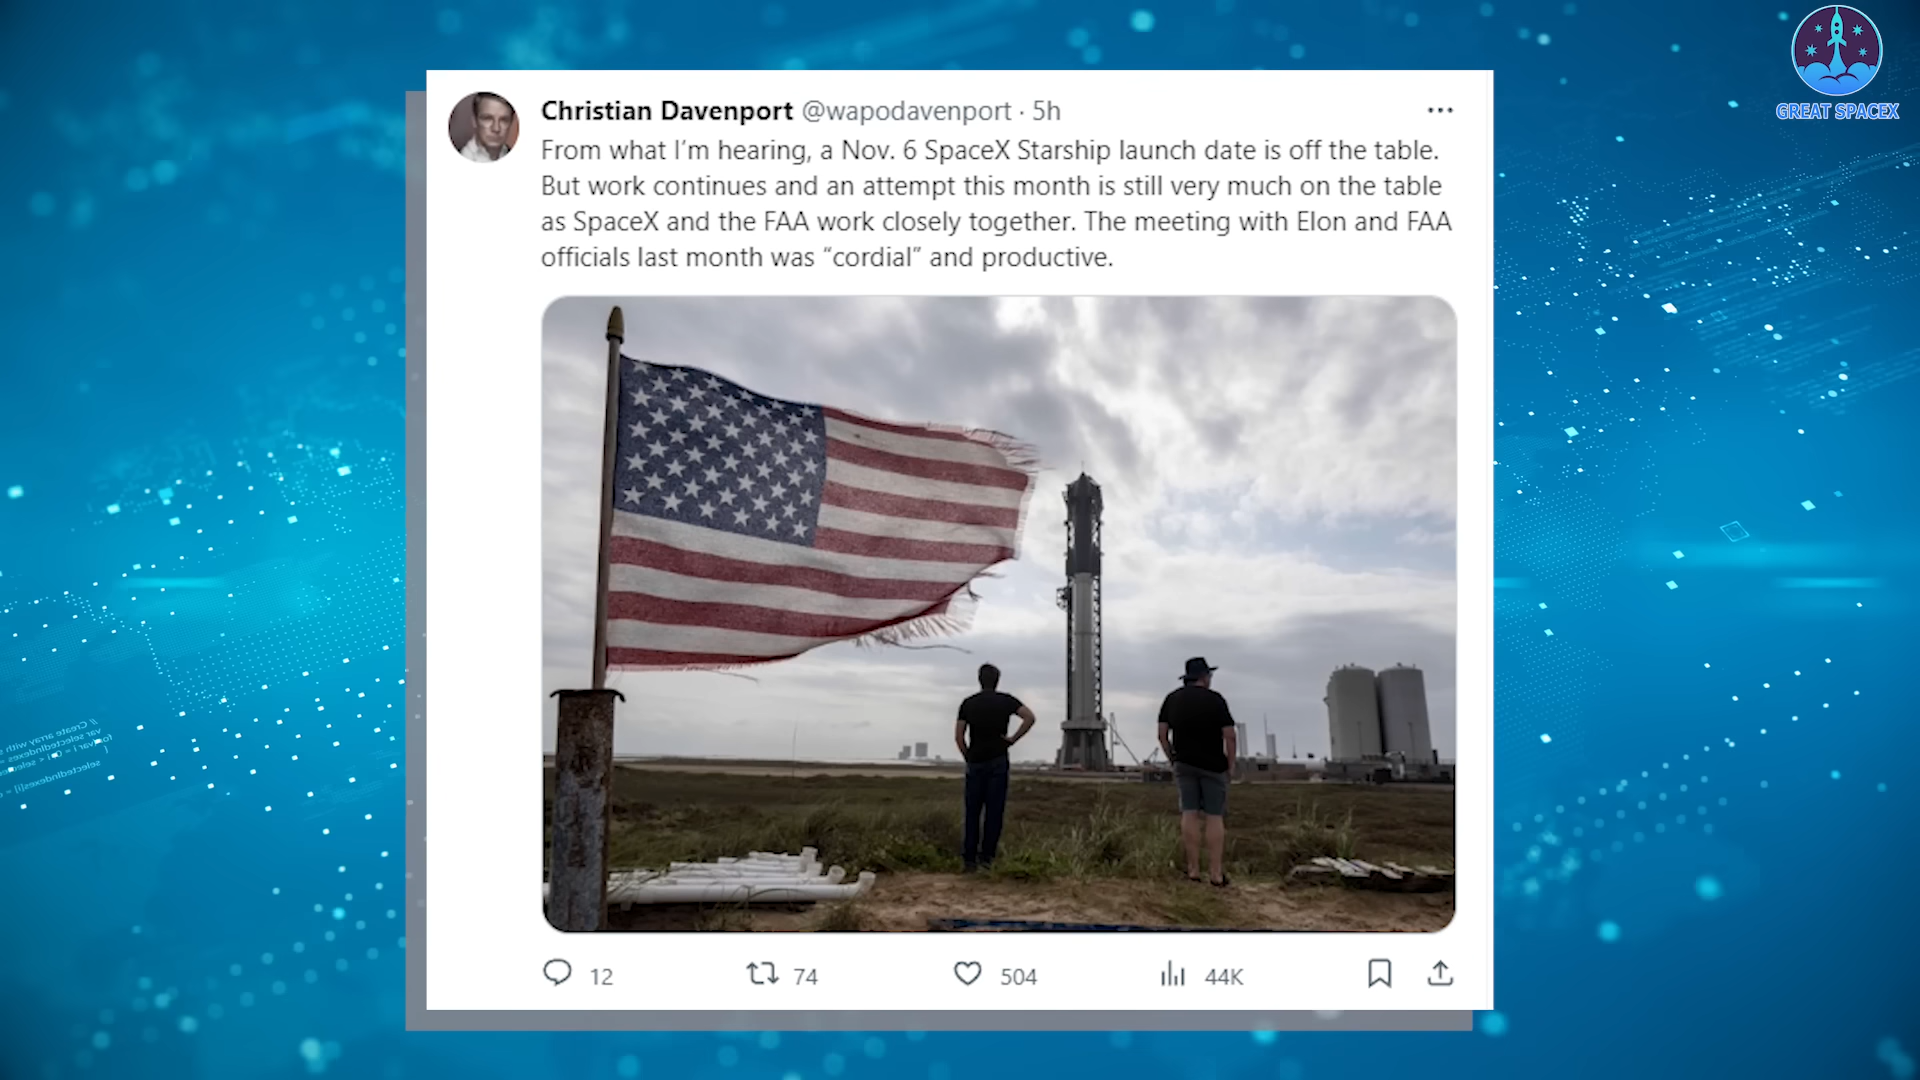 GREAT SPACEX
Christian Davenport @wapodavenport · 5h
From what I’m hearing, a Nov. 6 SpaceX Starship launch date is off the table.
But work continues and an attempt this month is still very much on the table
as SpaceX and the FAA work closely together. The meeting with Elon and FAA
officials last month was “cordial” and productive.
12 74 504 44K